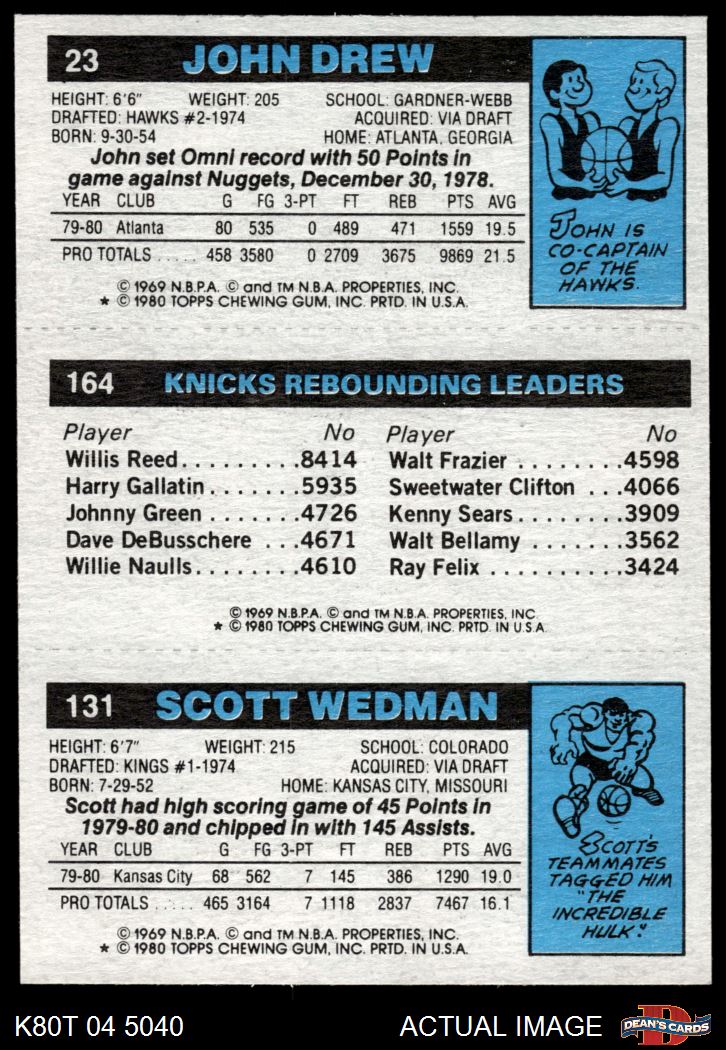 23 JOHN DREW
HEIGHT: 6'6" WEIGHT: 205 SCHOOL: GARDNER-WEBB
DRAFTED: HAWKS #2-1974 ACQUIRED: VIA DRAFT
BORN: 9-30-54 HOME: ATLANTA, GEORGIA
John set Omni record with 50 Points in
game against Nuggets, December 30, 1978.
YEAR CLUB G FG 3-PT FT REB PTS AVG
79-80 Atlanta 80 535 0 489 471 1559 19.5
PRO TOTALS ..... 458 3580 0 2709 3675 9869 21.5
© 1969 N.B.P.A. © and TM N.B.A. PROPERTIES, INC.
★ © 1980 TOPPS CHEWING GUM, INC. PRTD. IN U.S.A.
JOHN IS
CO-CAPTAIN
OF THE
HAWKS.
164 KNICKS REBOUNDING LEADERS
Player No Player No
Willis Reed.........8414 Walt Frazier ........4598
Harry Gallatin.......5935 Sweetwater Clifton ...4066
Johnny Green.......4726 Kenny Sears........3909
Dave DeBusschere ...4671 Walt Bellamy .......3562
Willie Naulls........4610 Ray Felix ..........3424
© 1969 N.B.P.A. © and TM N.B.A. PROPERTIES, INC.
★ © 1980 TOPPS CHEWING GUM, INC. PRTD. IN U.S.A.
131 SCOTT WEDMAN
HEIGHT: 6'7" WEIGHT: 215 SCHOOL: COLORADO
DRAFTED: KINGS #1-1974 ACQUIRED: VIA DRAFT
BORN: 7-29-52 HOME: KANSAS CITY, MISSOURI
Scott had high scoring game of 45 Points in
1979-80 and chipped in with 145 Assists.
YEAR CLUB G FG 3-PT FT REB PTS AVG
79-80 Kansas City 68 562 7 145 386 1290 19.0
PRO TOTALS ..... 465 3164 7 1118 2837 7467 16.1
© 1969 N.B.P.A. © and TM N.B.A. PROPERTIES, INC.
★ © 1980 TOPPS CHEWING GUM, INC. PRTD. IN U.S.A.
SCOTT'S
TEAMMATES
TAGGED HIM
"THE
INCREDIBLE
HULK."
K80T 04 5040 ACTUAL IMAGE D DEAN'S CARDS